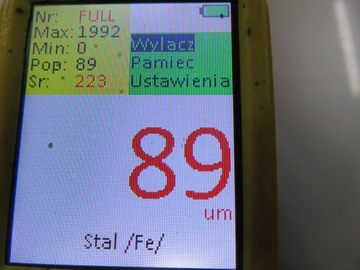 Nr: FULL
Max: 1992
Min: 0
Pop: 89
Sr: 223
Wylacz
Pamiec
Ustawienia
89
um
Stal /Fe/